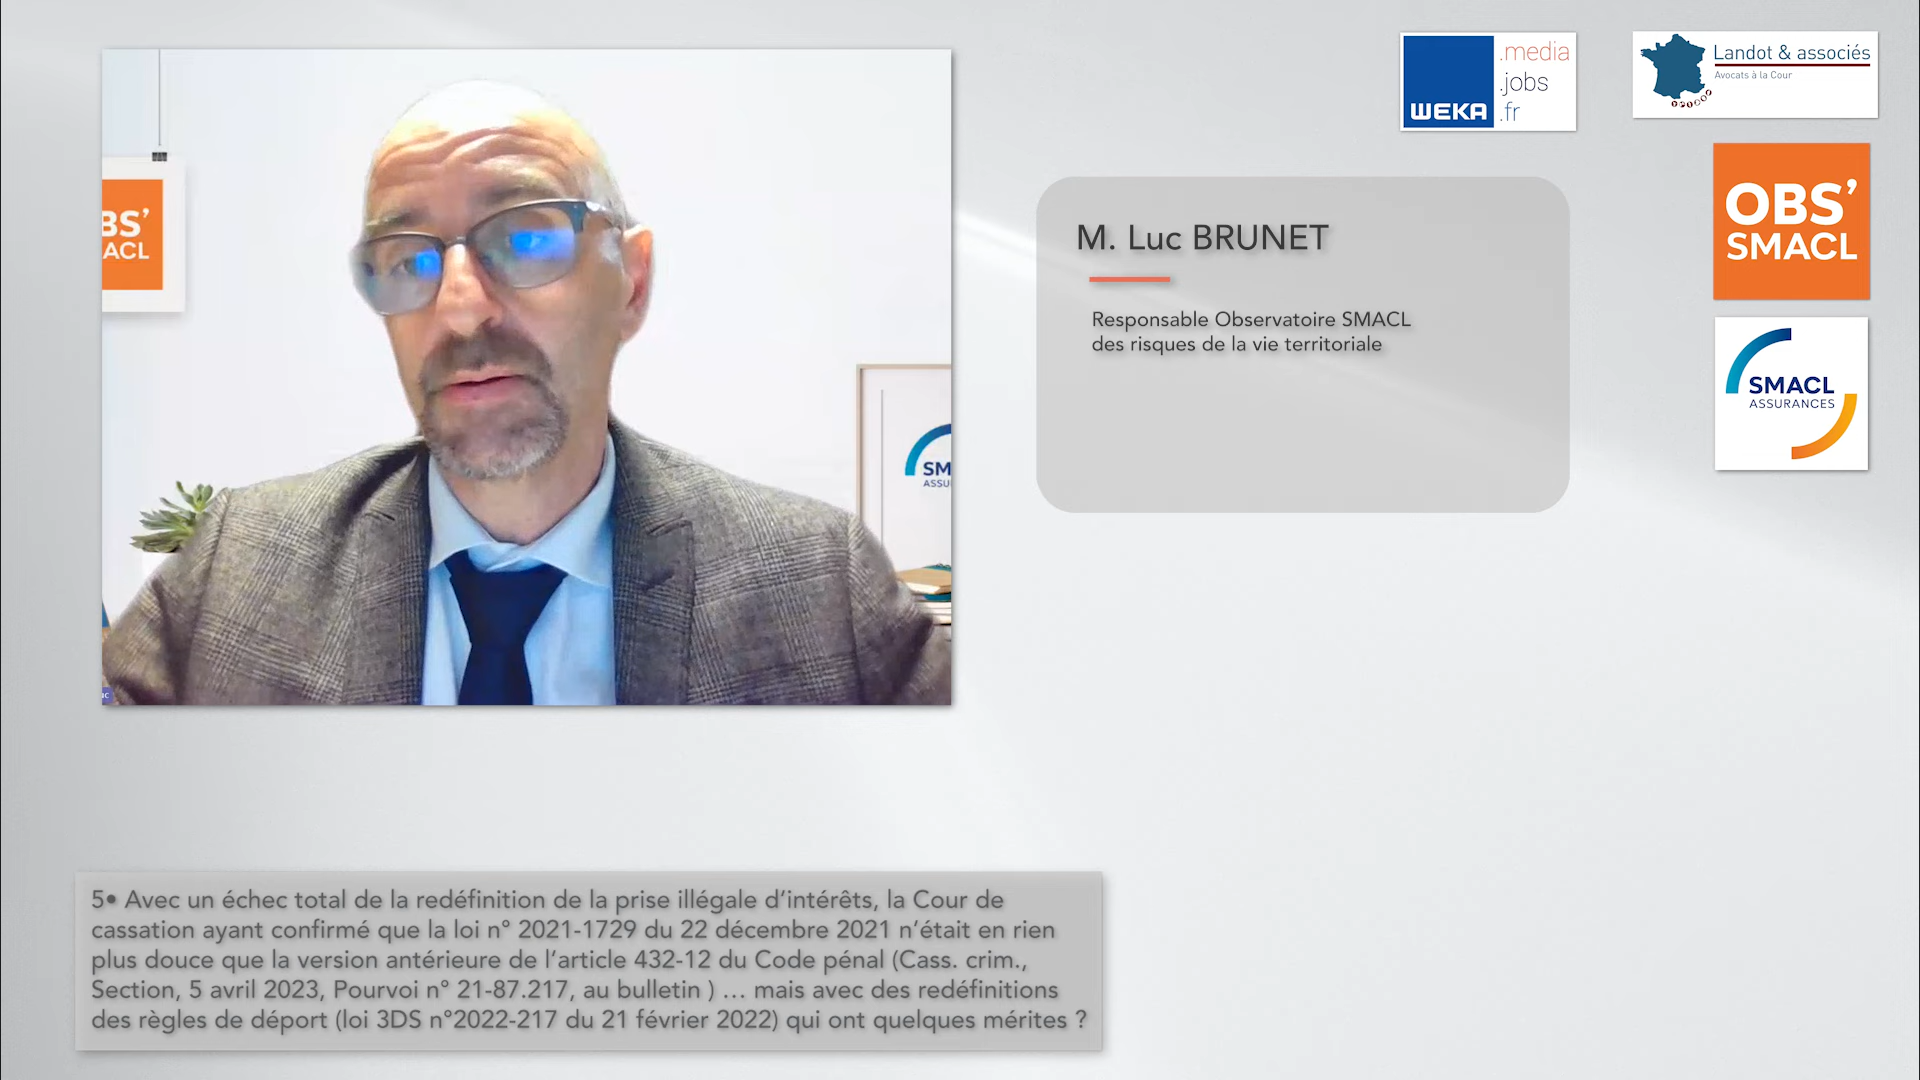 WEKA
.media
.jobs
.fr
Landot & associés
Avocats à la Cour
OBS'
SMACL
SMACL
ASSURANCES
BS'
ACL
SM
ASSU
M. Luc BRUNET
Responsable Observatoire SMACL
des risques de la vie territoriale
5• Avec un échec total de la redéfinition de la prise illégale d’intérêts, la Cour de
cassation ayant confirmé que la loi n° 2021-1729 du 22 décembre 2021 n’était en rien
plus douce que la version antérieure de l’article 432-12 du Code pénal (Cass. crim.,
Section, 5 avril 2023, Pourvoi n° 21-87.217, au bulletin ) … mais avec des redéfinitions
des règles de déport (loi 3DS n°2022-217 du 21 février 2022) qui ont quelques mérites ?